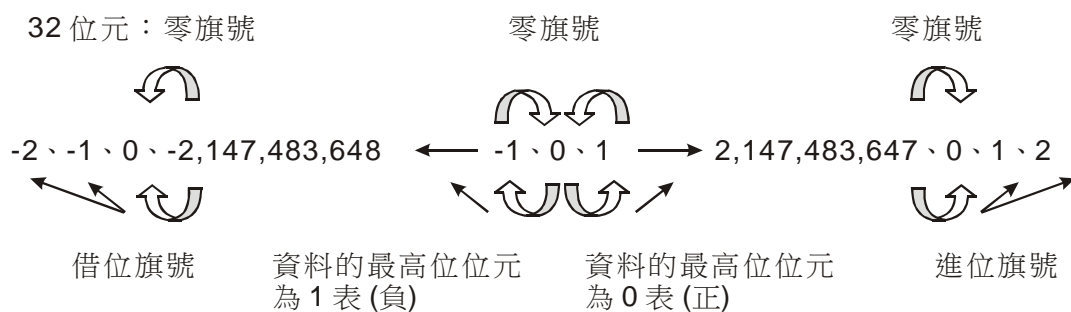 32 位元：零旗號 零旗號 零旗號
-2、-1、0、-2,147,483,648 -1、0、1 2,147,483,647、0、1、2
借位旗號 資料的最高位位元 資料的最高位位元 進位旗號
為 1 表 (負) 為 0 表 (正)